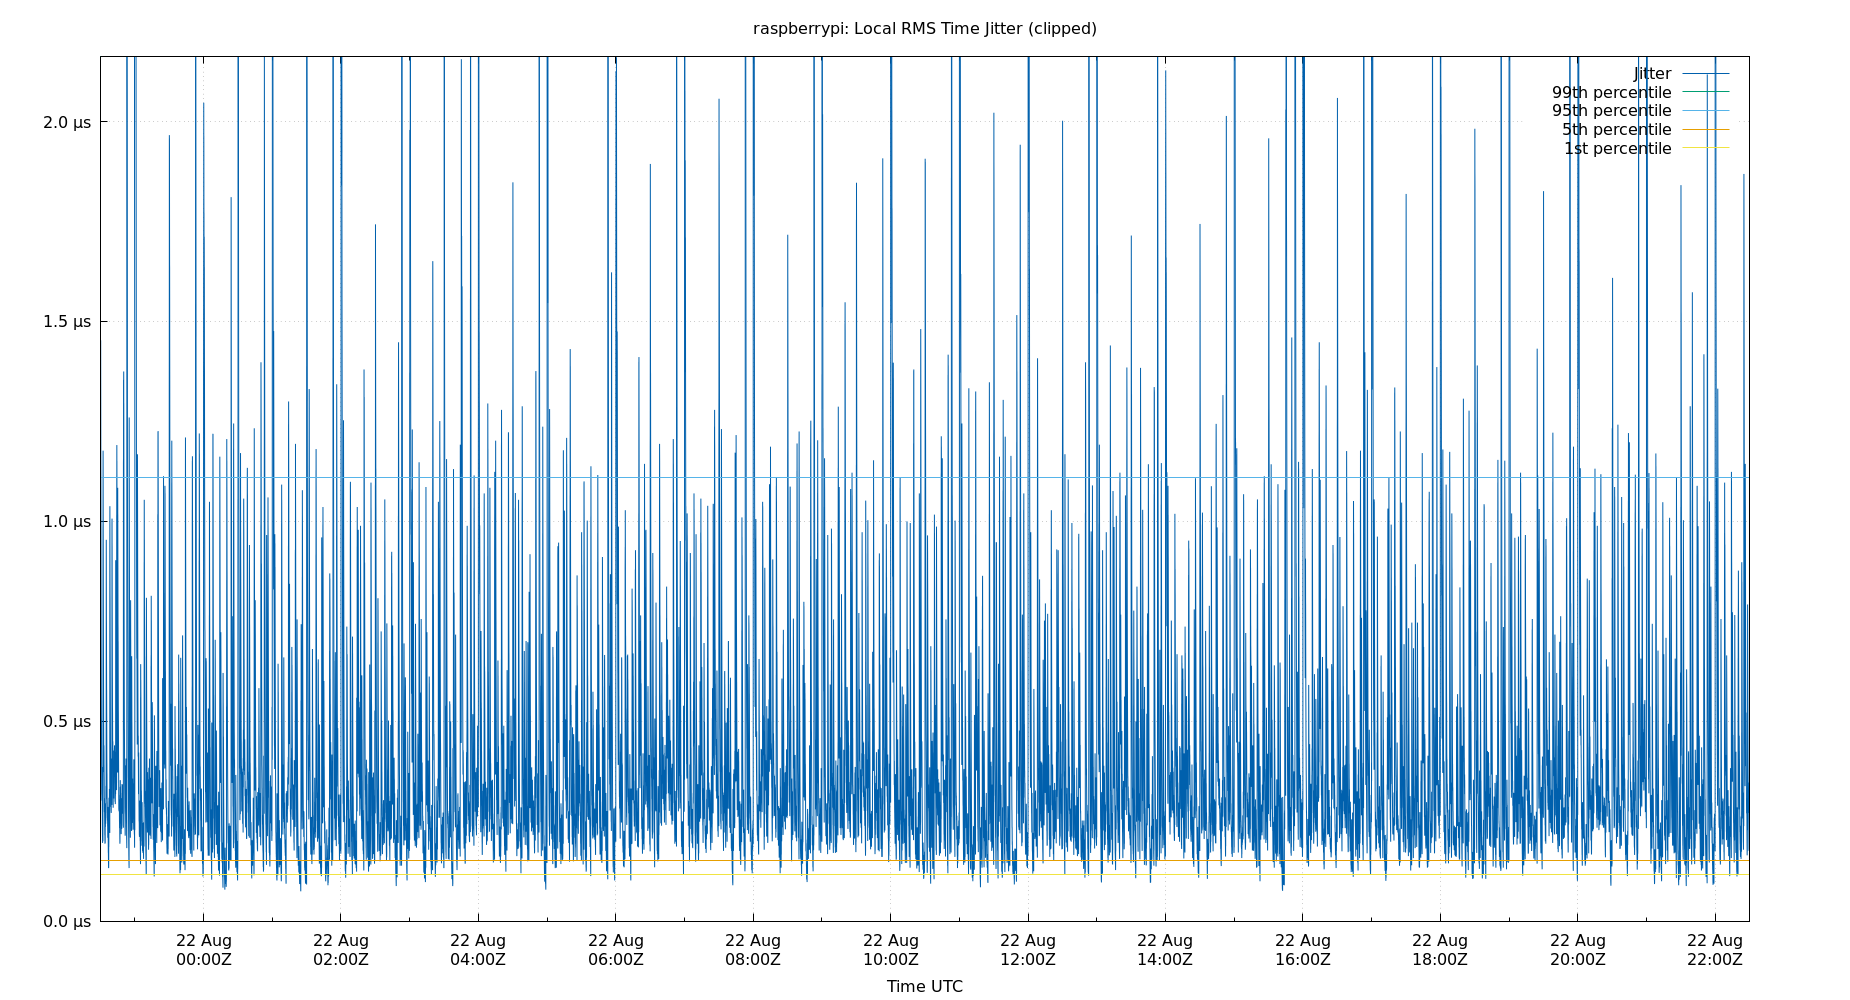 raspberrypi: Local RMS Time Jitter (clipped)
Jitter
99th percentile
95th percentile
5th percentile
1st percentile
2.0 µs
1.5 µs
1.0 µs
0.5 µs
0.0 µs
22 Aug 22 Aug 22 Aug 22 Aug 22 Aug 22 Aug 22 Aug 22 Aug 22 Aug 22 Aug 22 Aug 22 Aug
00:00Z 02:00Z 04:00Z 06:00Z 08:00Z 10:00Z 12:00Z 14:00Z 16:00Z 18:00Z 20:00Z 22:00Z
Time UTC